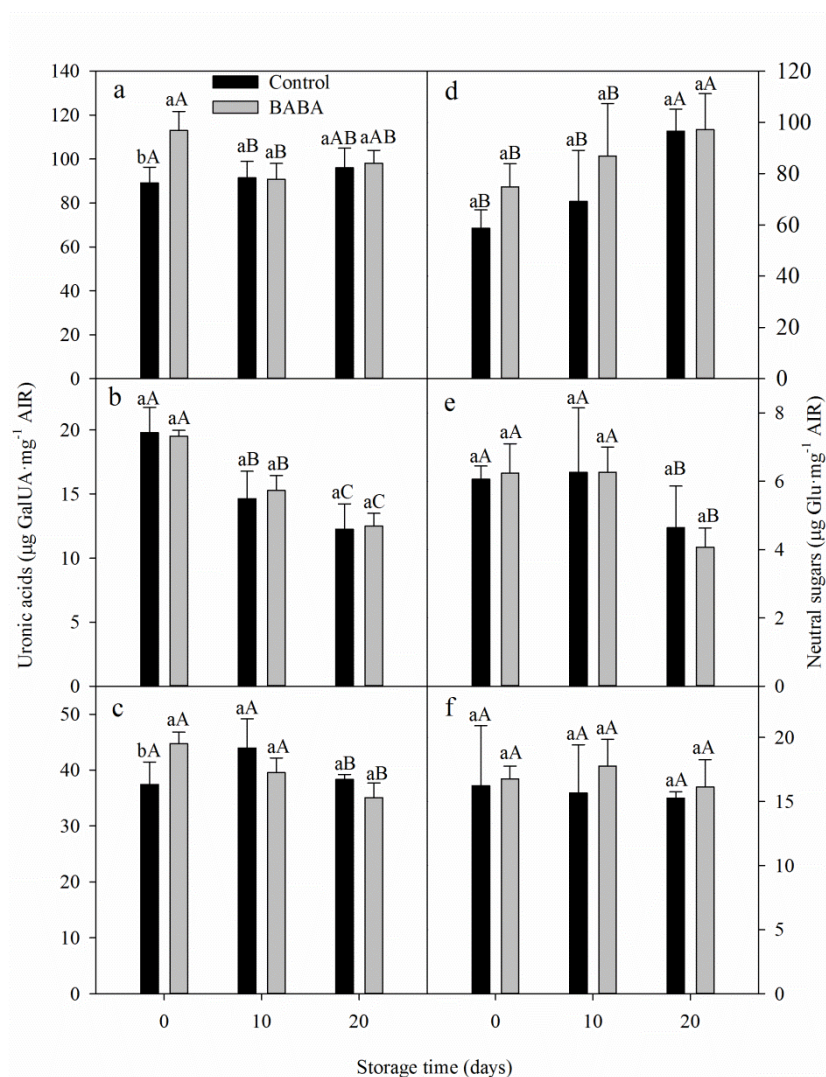 a
Control
BABA
d
140
120
100
80
60
40
20
0
bA
aA
aB
aB
aAB
aAB
aB
aB
aB
aB
aA
aA
120
100
80
60
40
20
0
b
e
20
15
10
5
0
aA
aA
aB
aB
aC
aC
aA
aA
aA
aA
aB
aB
8
6
4
2
0
c
f
50
40
30
20
10
0
bA
aA
aA
aA
aB
aB
aA
aA
aA
aA
aA
aA
20
15
10
5
0
0
10
20
0
10
20
Uronic acids (µg GalUA·mg⁻¹ AIR)
Neutral sugars (µg Glu·mg⁻¹ AIR)
Storage time (days)